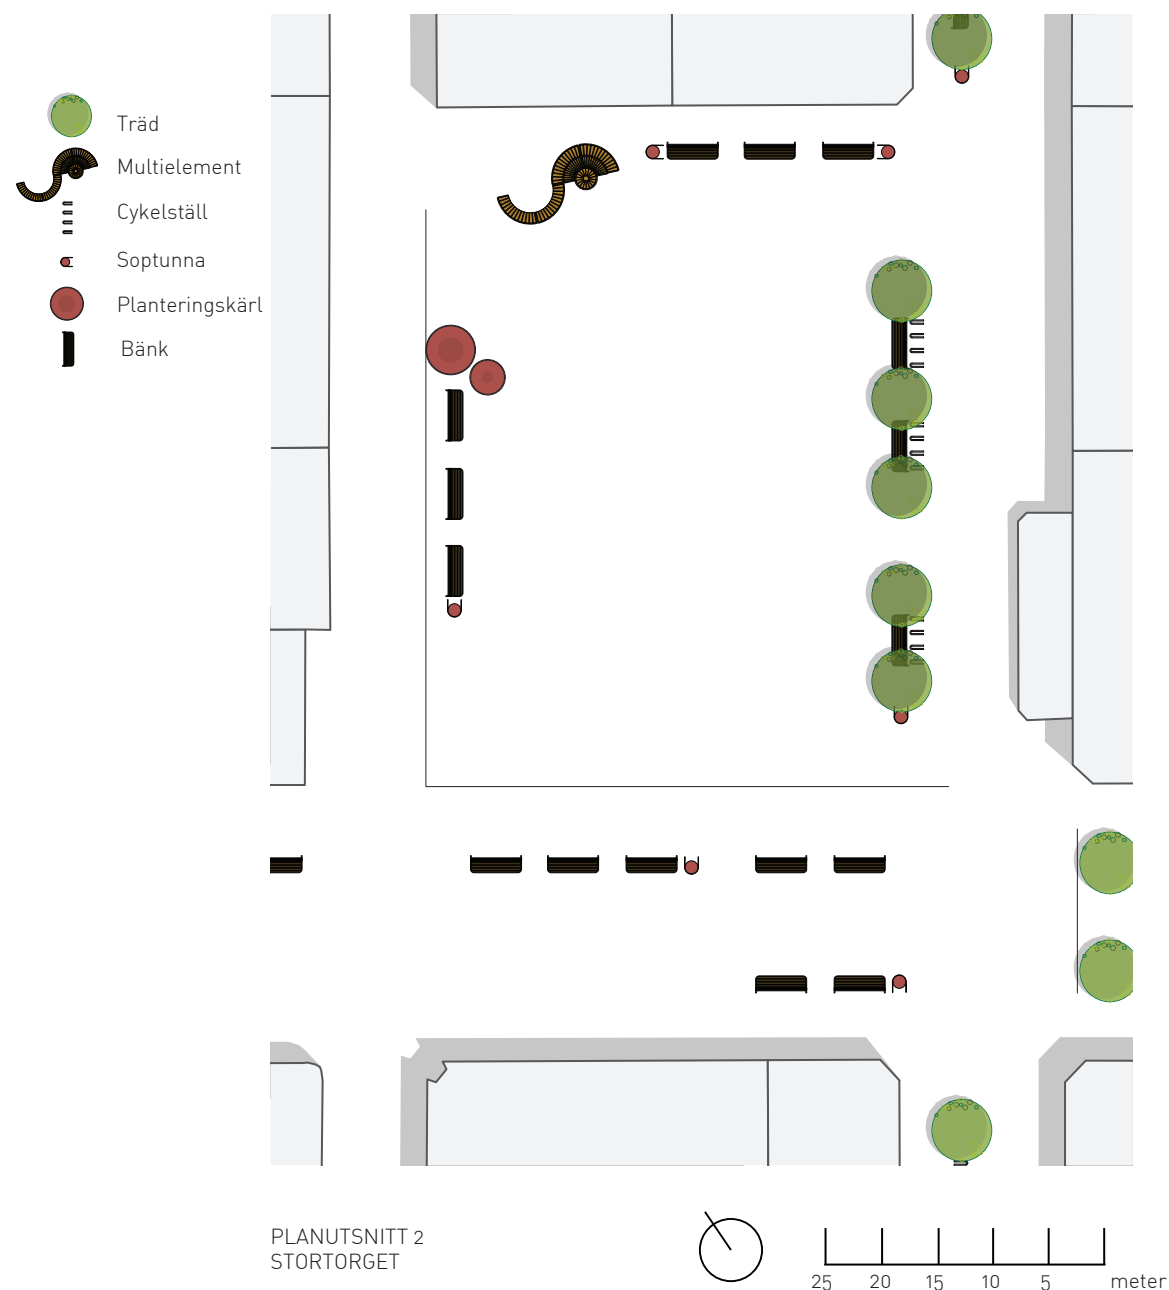 Träd
Multielement
Cykelställ
Soptunna
Planteringskärl
Bänk
PLANUTSNITT 2
STORTORGET
25 20 15 10 5 meter